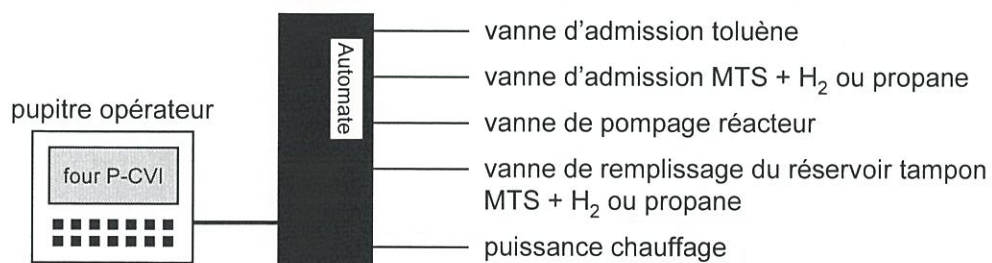 pupitre opérateur
four P-CVI
Automate
vanne d'admission toluène
vanne d'admission MTS + H₂ ou propane
vanne de pompage réacteur
vanne de remplissage du réservoir tampon
MTS + H₂ ou propane
puissance chauffage